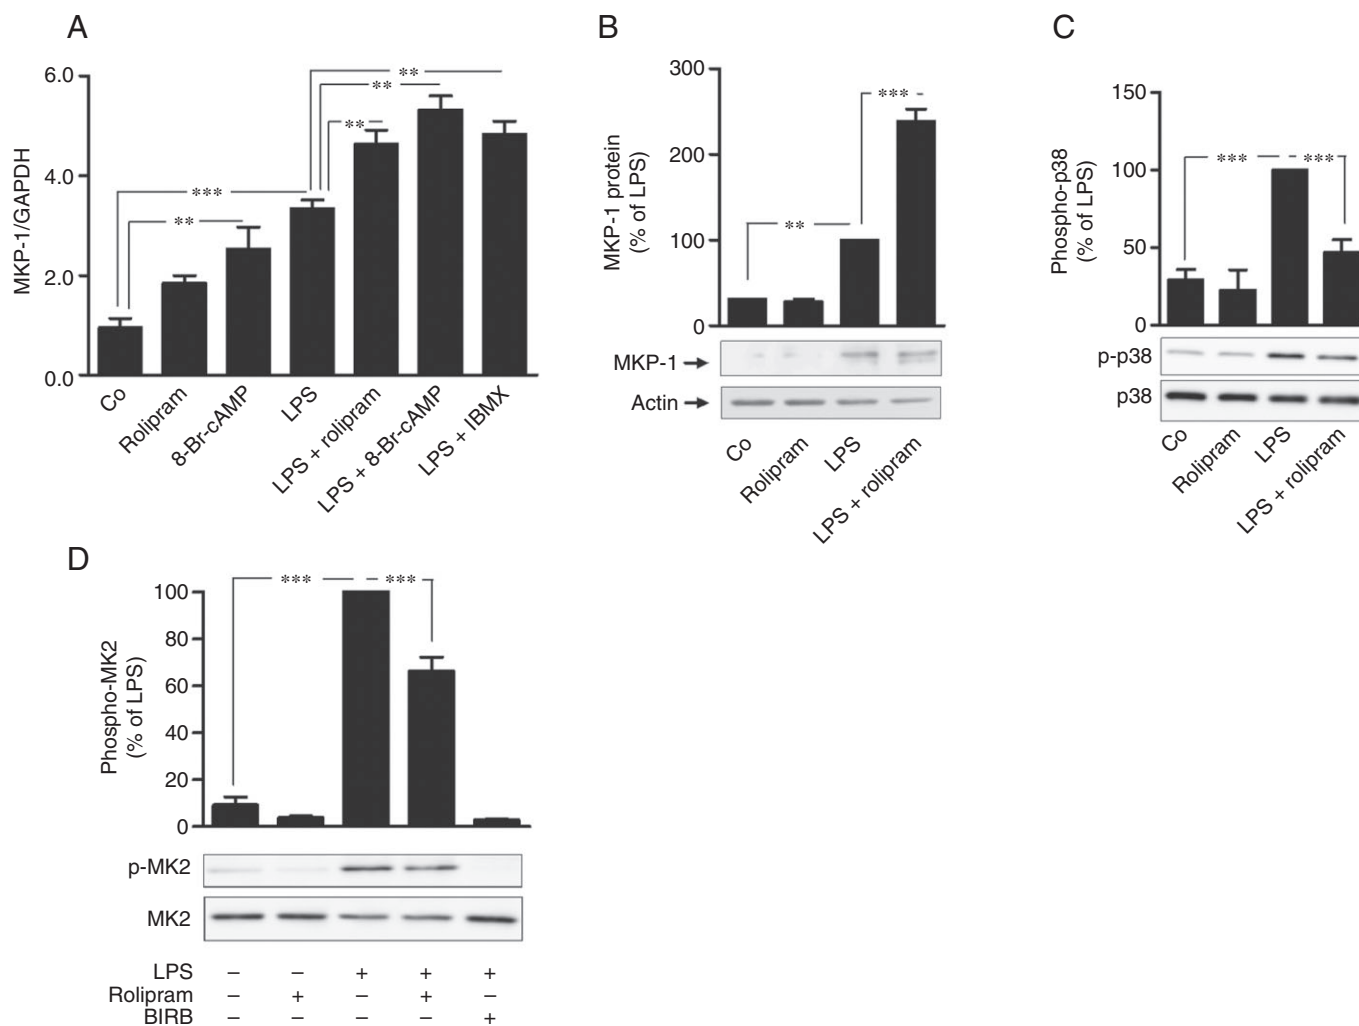 A
MKP-1/GAPDH
6.0
4.0
2.0
0.0
**
**
**
***
**
Co
Rolipram
8-Br-cAMP
LPS
LPS + rolipram
LPS + 8-Br-cAMP
LPS + IBMX
B
MKP-1 protein
(% of LPS)
300
200
100
0
***
**
MKP-1
Actin
Co
Rolipram
LPS
LPS + rolipram
C
Phospho-p38
(% of LPS)
150
100
50
0
*** ***
p-p38
p38
Co
Rolipram
LPS
LPS + rolipram
D
Phospho-MK2
(% of LPS)
100
80
60
40
20
0
*** ***
p-MK2
MK2
LPS – – + + +
Rolipram – + – + –
BIRB – – – – +